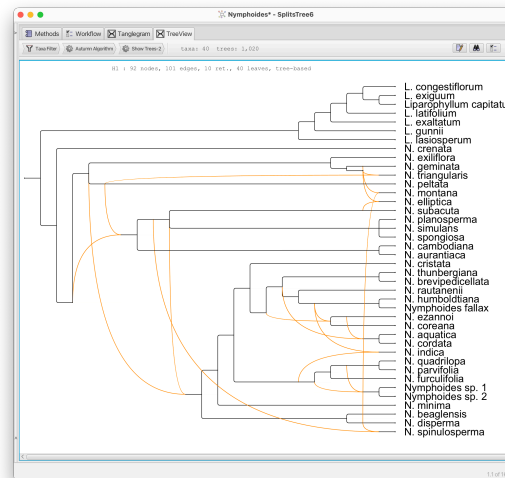 Nymphoides* - SplitsTree6
Methods Workflow Tanglegram TreeView
Taxa Filter Autumn Algorithm Show Trees-2 taxa: 40 trees: 1,020
N1 : 92 nodes, 101 edges, 10 ret., 40 leaves, tree-based
L. congestiflorum
L. exiguum
Liparophyllum capitatu
L. latifolium
L. exaltatum
L. gunnii
L. lasiosperum
N. crenata
N. exiliflora
N. geminata
N. triangularis
N. peltata
N. montana
N. elliptica
N. subacuta
N. planosperma
N. simulans
N. spongiosa
N. cambodiana
N. aurantiaca
N. cristata
N. thunbergiana
N. brevipedicellata
N. rautanenii
N. humboldtiana
Nymphoides fallax
N. ezannoi
N. coreana
N. aquatica
N. cordata
N. indica
N. quadriloba
N. parvifolia
N. furculifolia
Nymphoides sp. 1
Nymphoides sp. 2
N. minima
N. beaglensis
N. disperma
N. spinulosperma